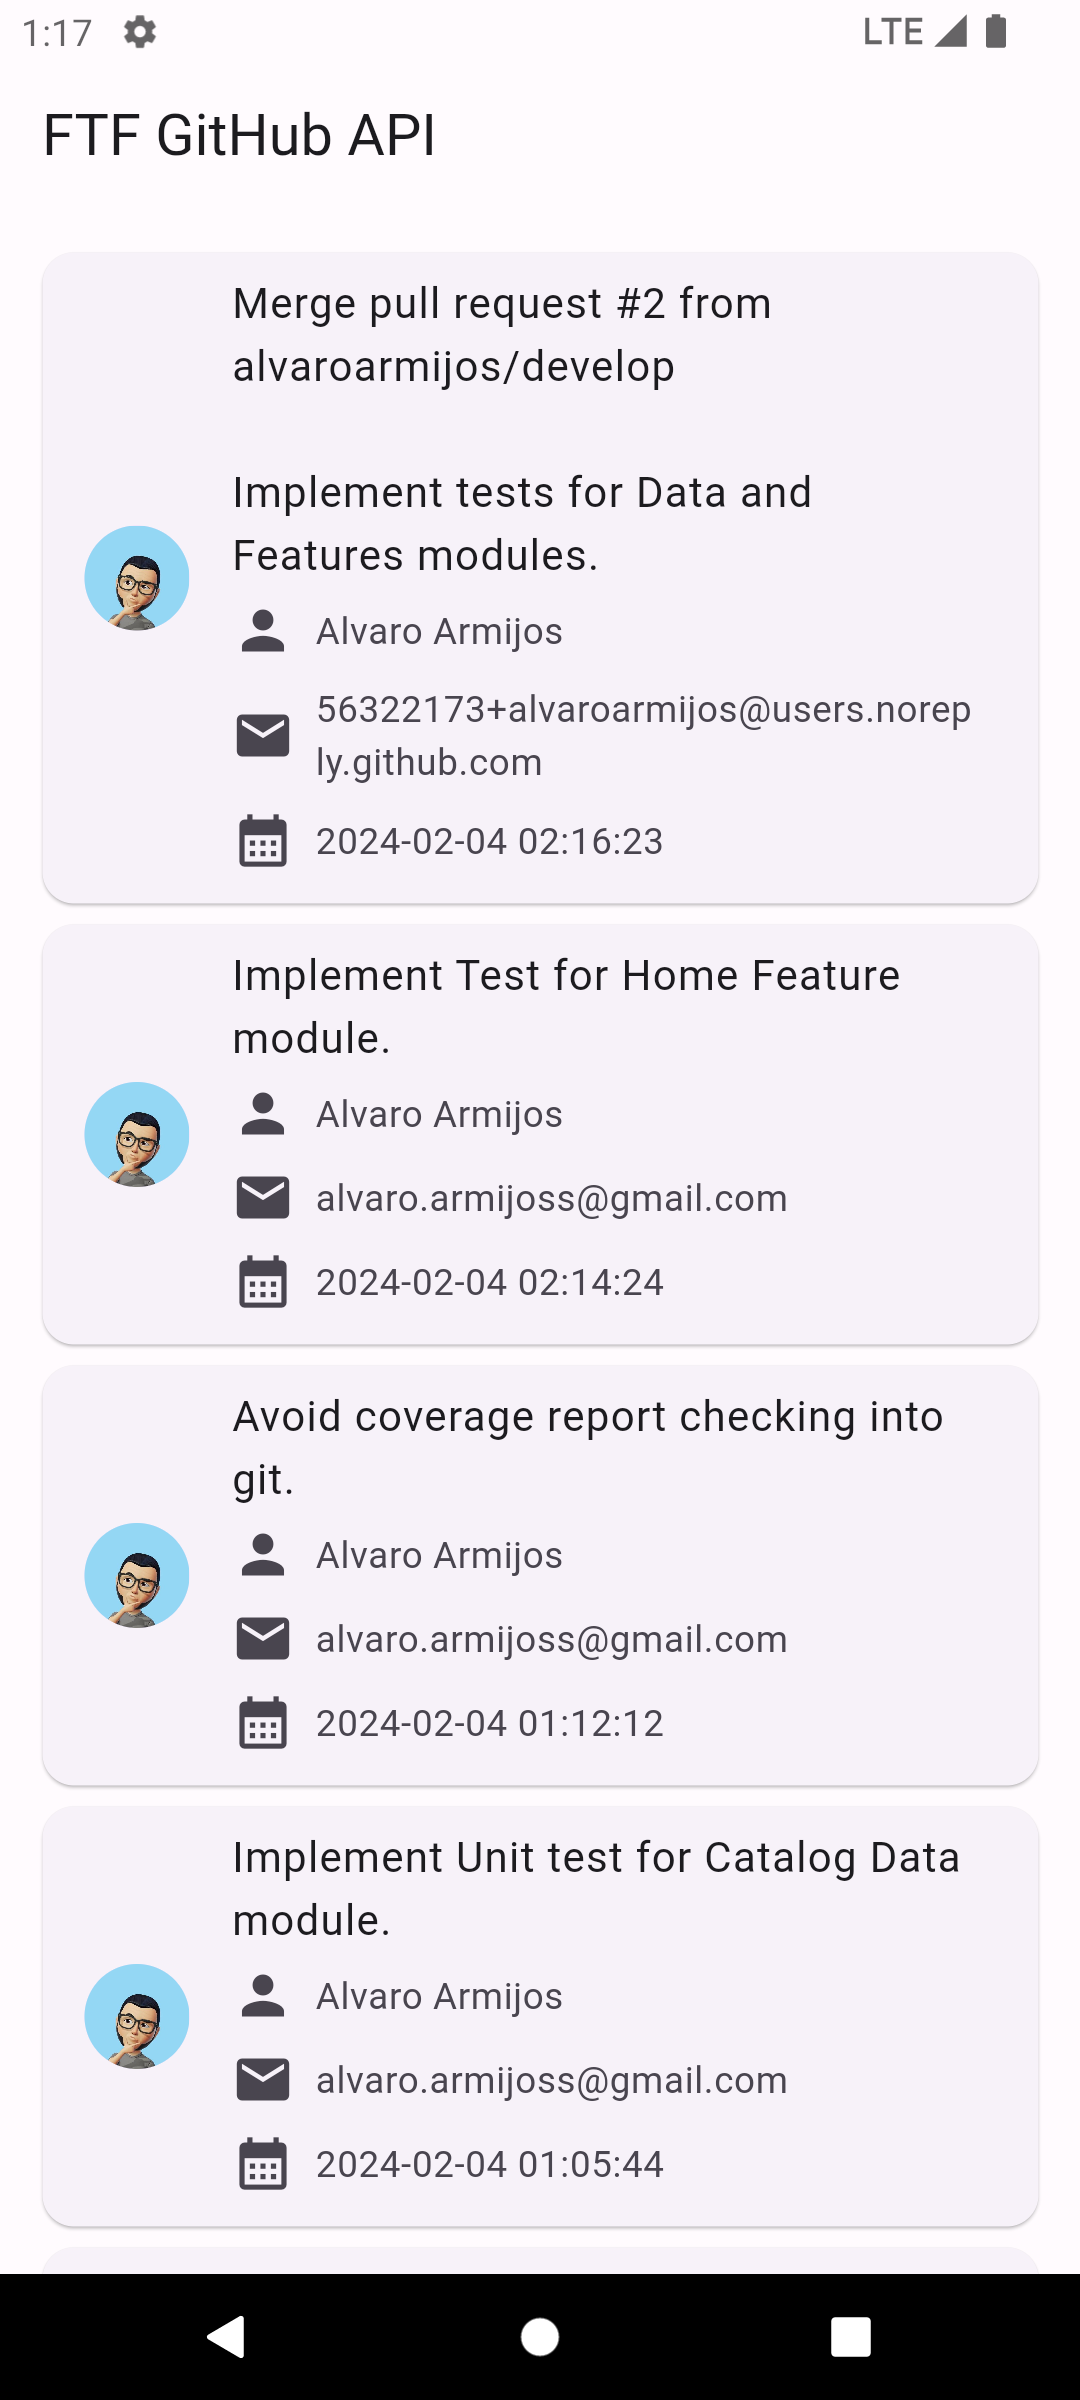 1:17 LTE
FTF GitHub API
Merge pull request #2 from
alvaroarmijos/develop
Implement tests for Data and
Features modules.
Alvaro Armijos
56322173+alvaroarmijos@users.norep
ly.github.com
2024-02-04 02:16:23
Implement Test for Home Feature
module.
Alvaro Armijos
alvaro.armijoss@gmail.com
2024-02-04 02:14:24
Avoid coverage report checking into
git.
Alvaro Armijos
alvaro.armijoss@gmail.com
2024-02-04 01:12:12
Implement Unit test for Catalog Data
module.
Alvaro Armijos
alvaro.armijoss@gmail.com
2024-02-04 01:05:44